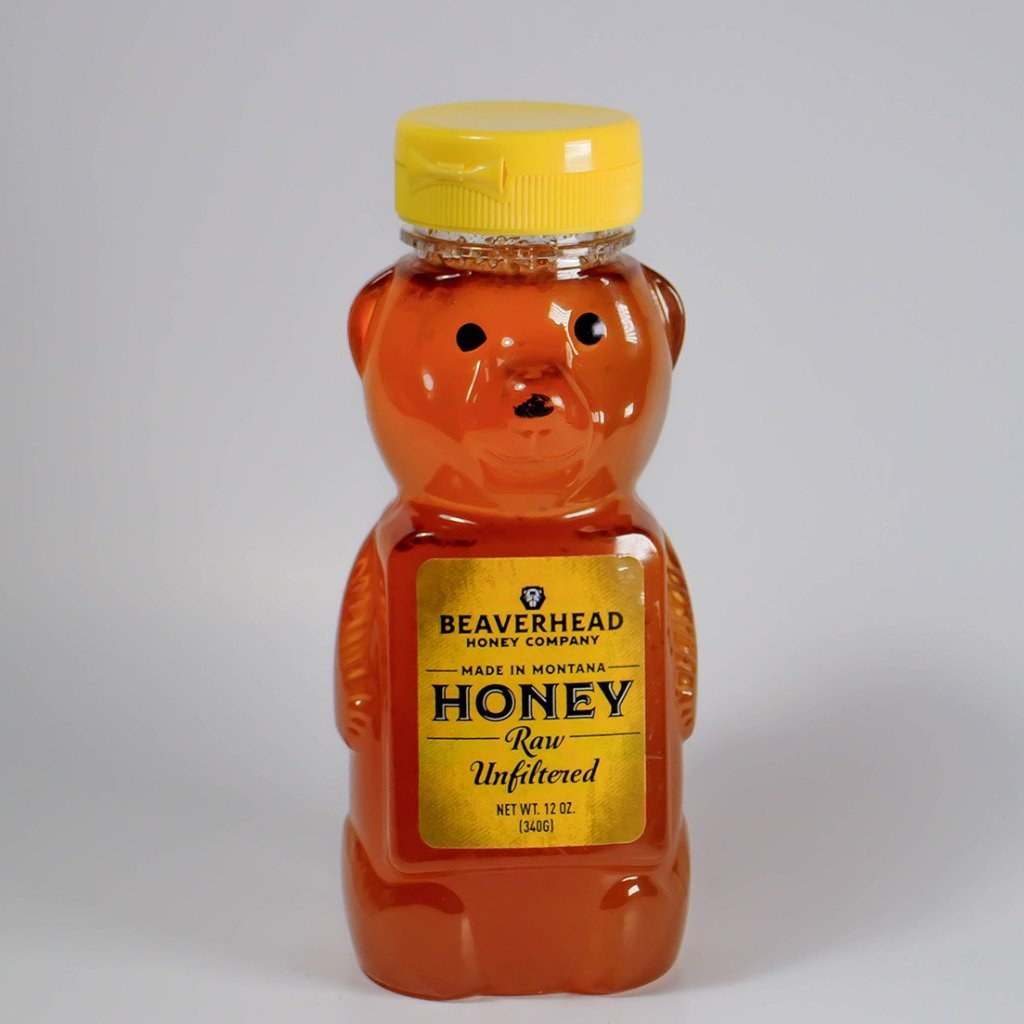 BEAVERHEAD
HONEY COMPANY
MADE IN MONTANA
HONEY
Raw
Unfiltered
NET WT. 12 OZ.
(340G)